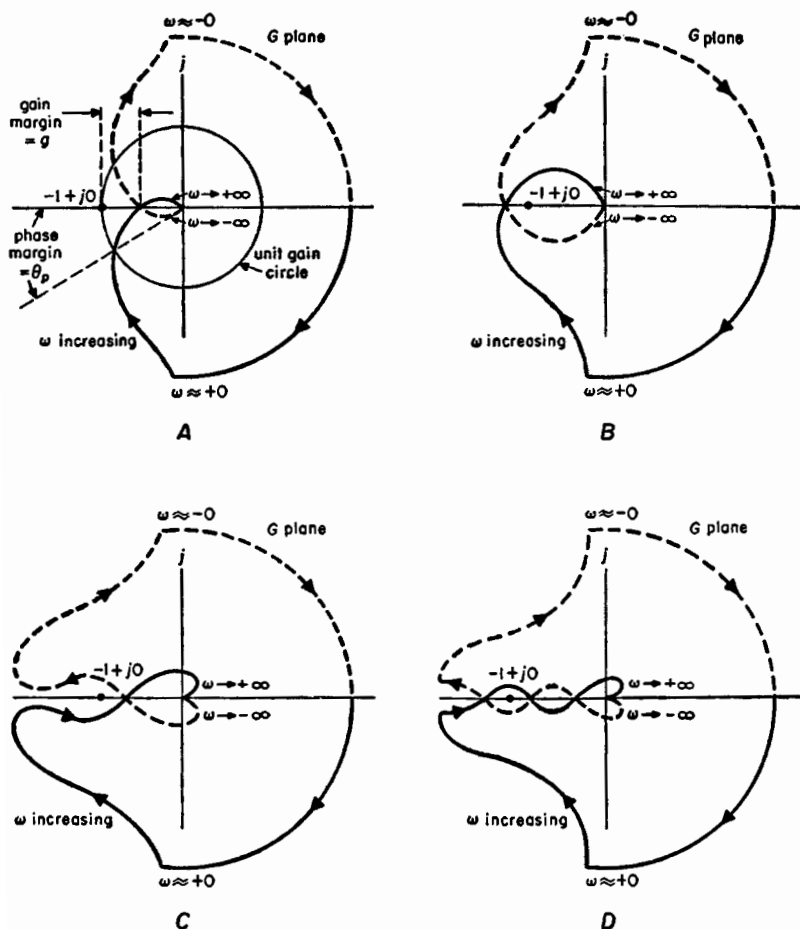 ω≈-0
G plane
j
gain
margin
= g
-1+j0
ω→+∞
ω→-∞
phase
margin
=θp
unit gain
circle
ω increasing
ω≈+0
A
ω≈-0
G plane
j
-1+j0
ω→+∞
ω→-∞
ω increasing
ω≈+0
B
ω≈-0
G plane
j
-1+j0
ω→+∞
ω→-∞
ω increasing
ω≈+0
C
ω≈-0
G plane
j
-1+j0
ω→+∞
ω→-∞
ω increasing
ω≈+0
D